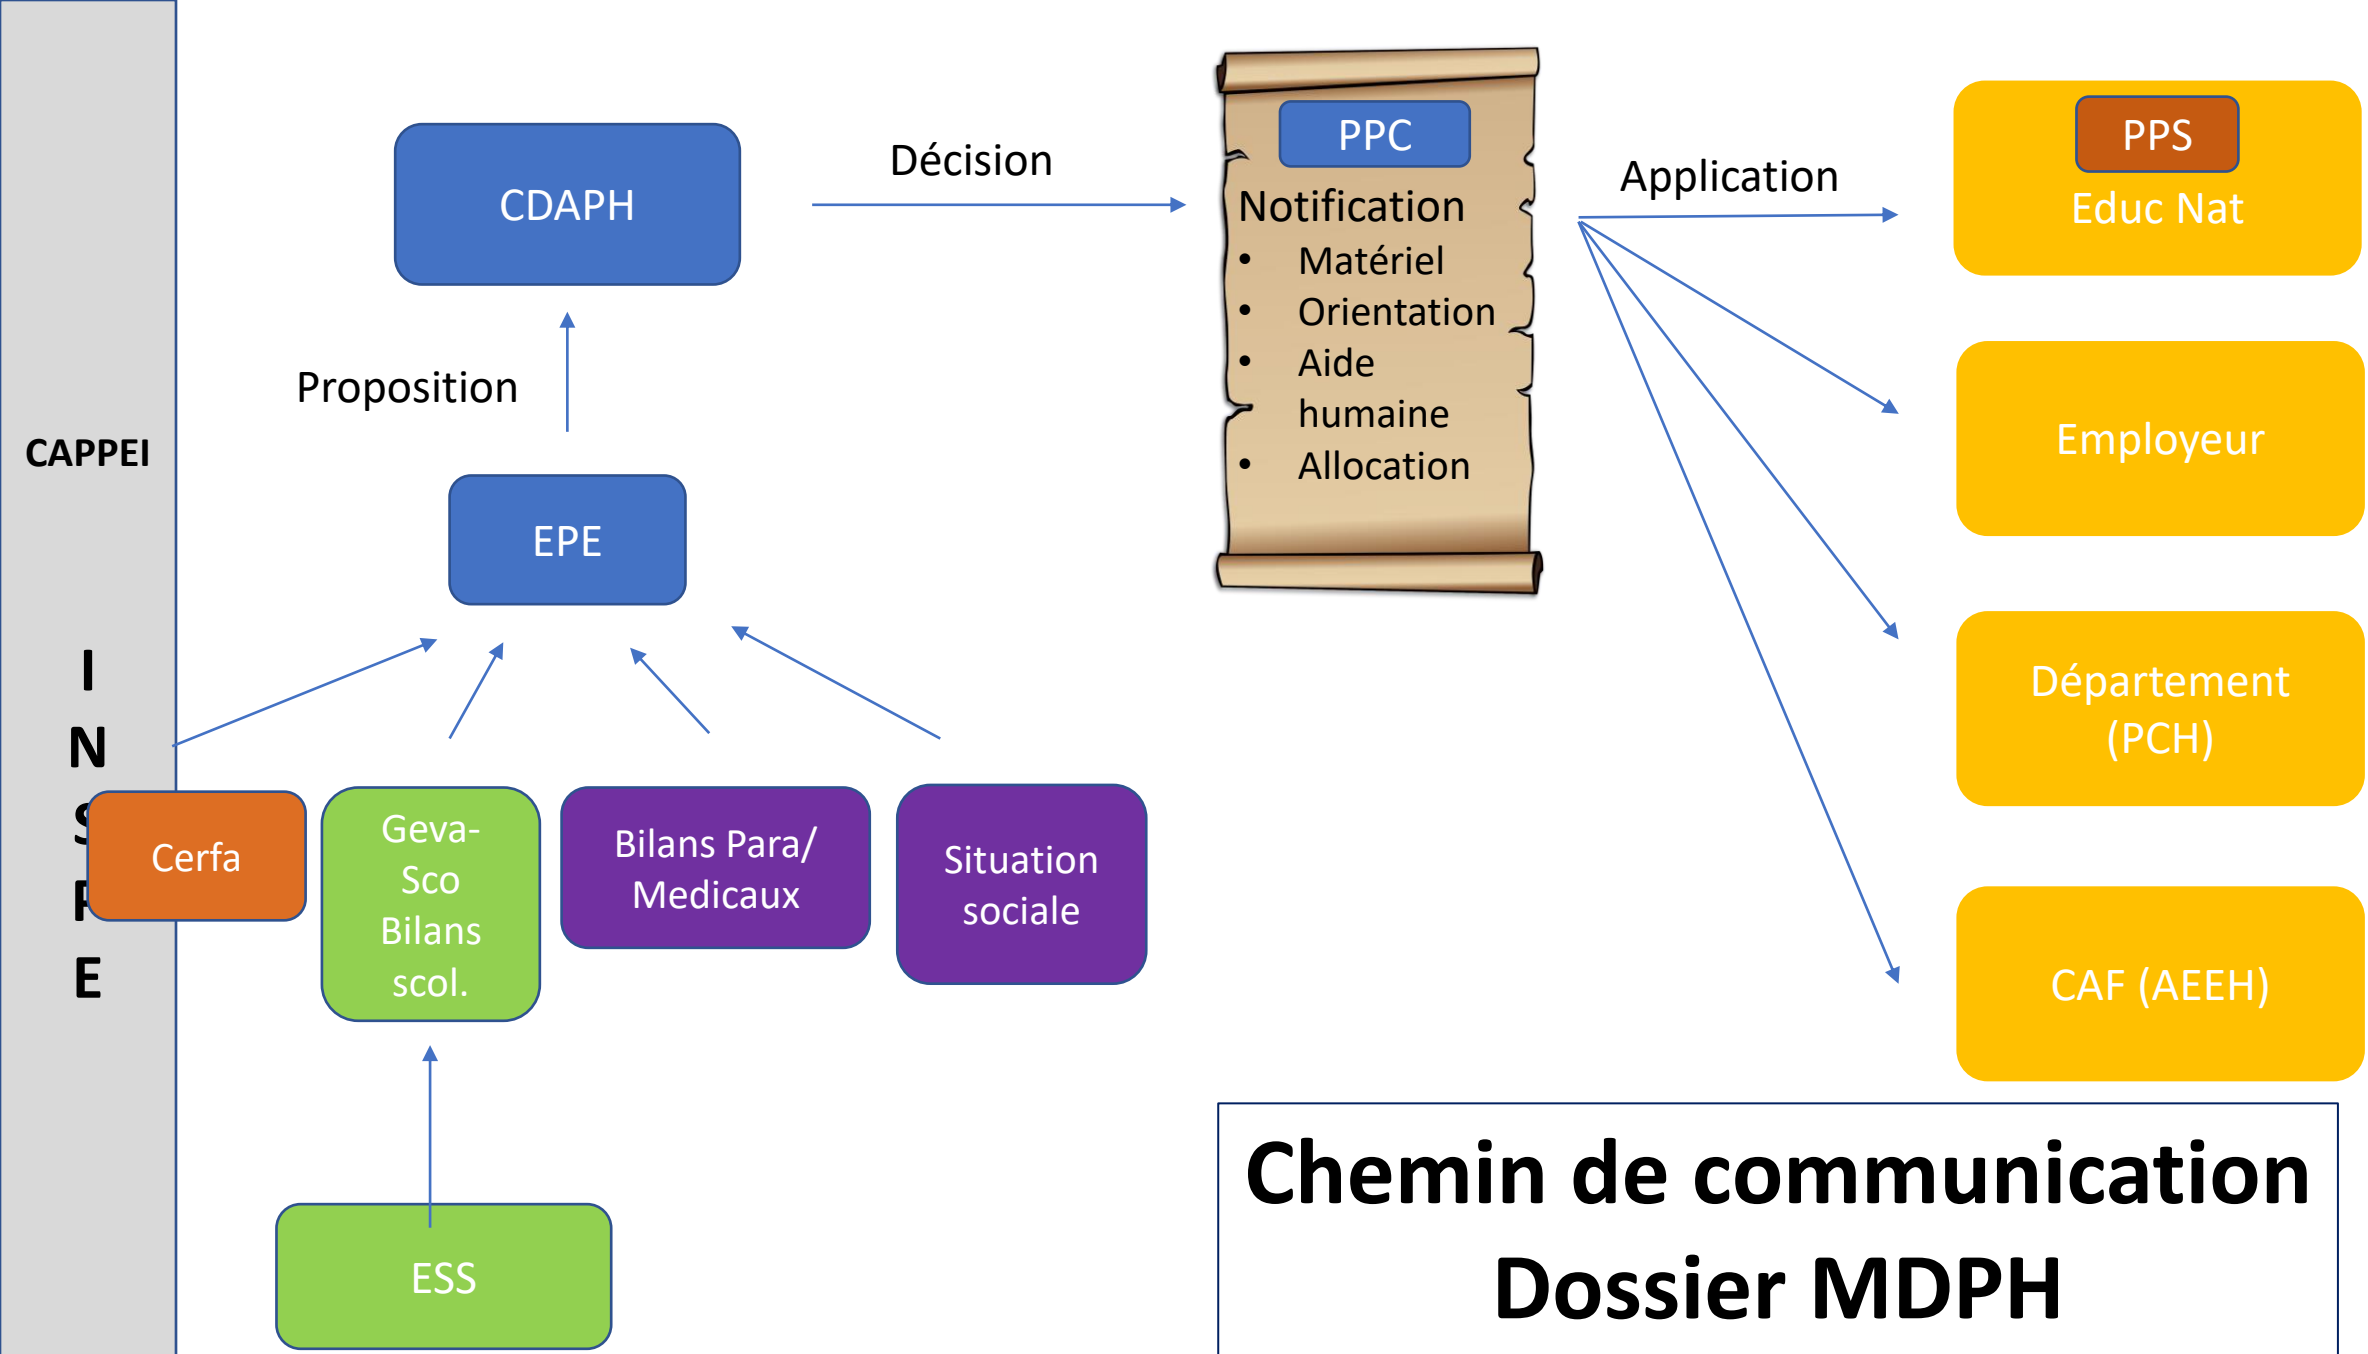 CAPPEI
I
N
S
P
E
CDAPH
Décision
Proposition
EPE
Cerfa
Geva-
Sco
Bilans
scol.
Bilans Para/
Medicaux
Situation
sociale
ESS
PPC
Notification
• Matériel
• Orientation
• Aide
humaine
• Allocation
Application
PPS
Educ Nat
Employeur
Département
(PCH)
CAF (AEEH)
Chemin de communication
Dossier MDPH